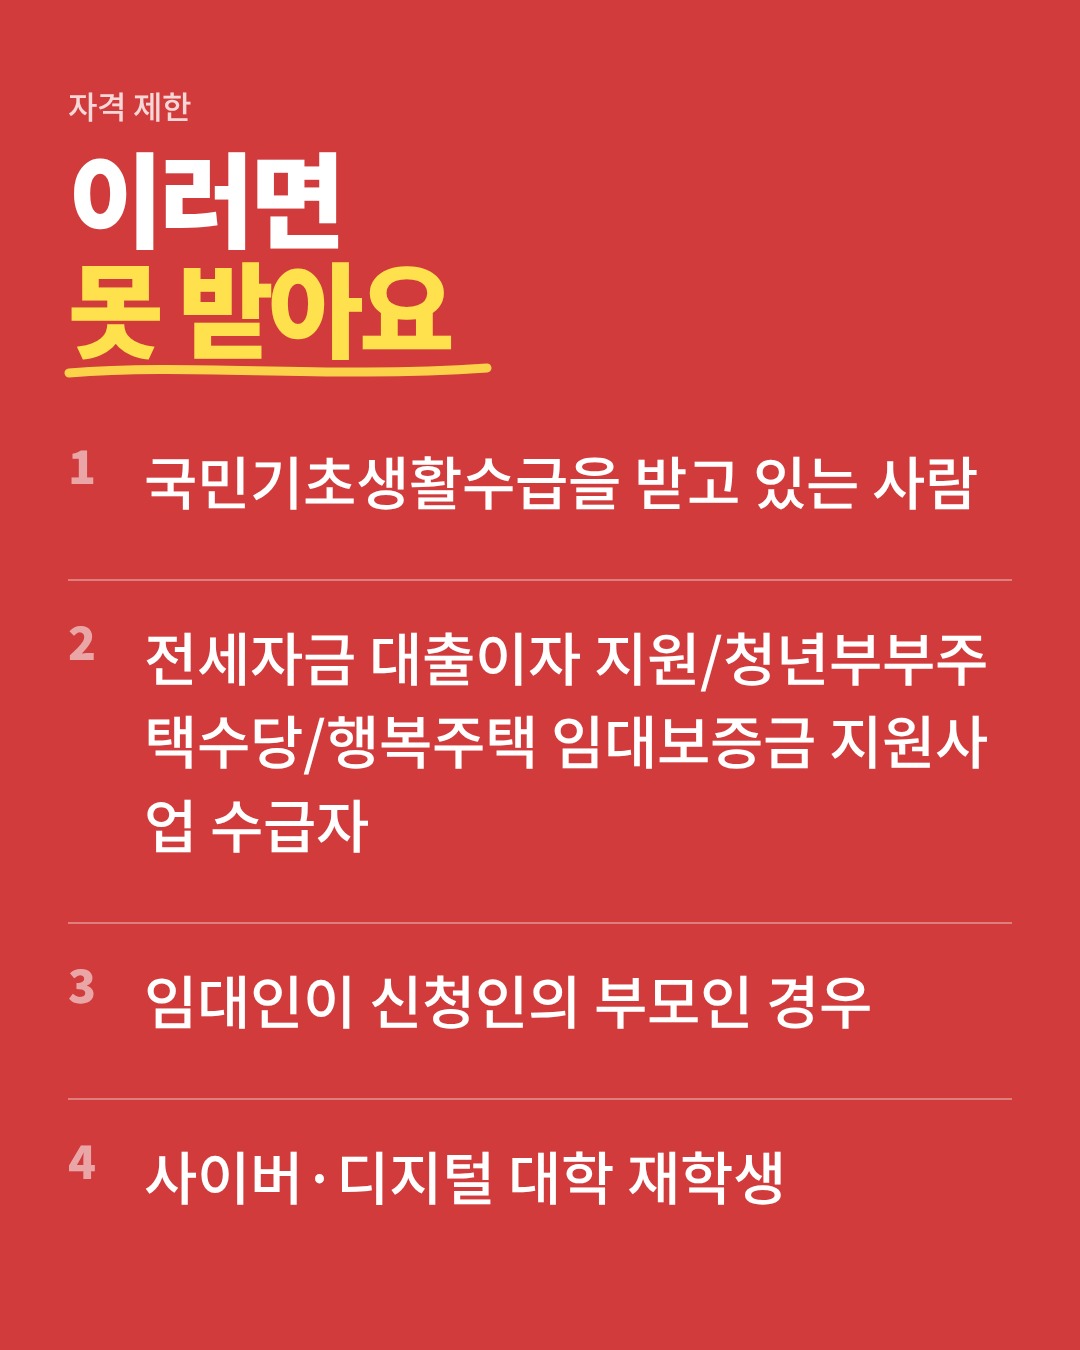 자격 제한
이러면
못 받아요
1 국민기초생활수급을 받고 있는 사람
2 전세자금 대출이자 지원/청년부부주
택수당/행복주택 임대보증금 지원사
업 수급자
3 임대인이 신청인의 부모인 경우
4 사이버·디지털 대학 재학생